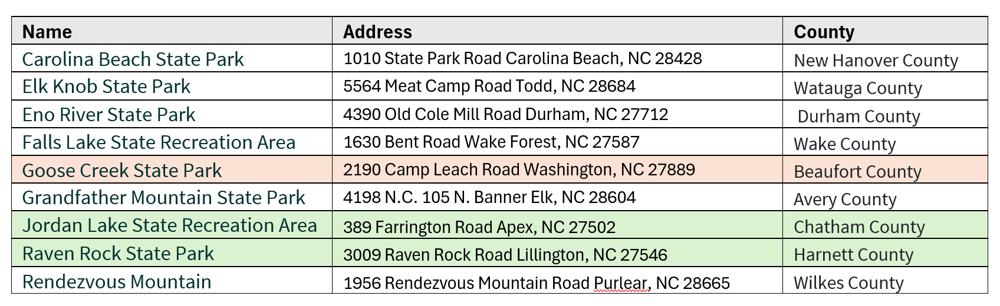 Name Address County
Carolina Beach State Park 1010 State Park Road Carolina Beach, NC 28428 New Hanover County
Elk Knob State Park 5564 Meat Camp Road Todd, NC 28684 Watauga County
Eno River State Park 4390 Old Cole Mill Road Durham, NC 27712 Durham County
Falls Lake State Recreation Area 1630 Bent Road Wake Forest, NC 27587 Wake County
Goose Creek State Park 2190 Camp Leach Road Washington, NC 27889 Beaufort County
Grandfather Mountain State Park 4198 N.C. 105 N. Banner Elk, NC 28604 Avery County
Jordan Lake State Recreation Area 389 Farrington Road Apex, NC 27502 Chatham County
Raven Rock State Park 3009 Raven Rock Road Lillington, NC 27546 Harnett County
Rendezvous Mountain 1956 Rendezvous Mountain Road Purlear, NC 28665 Wilkes County